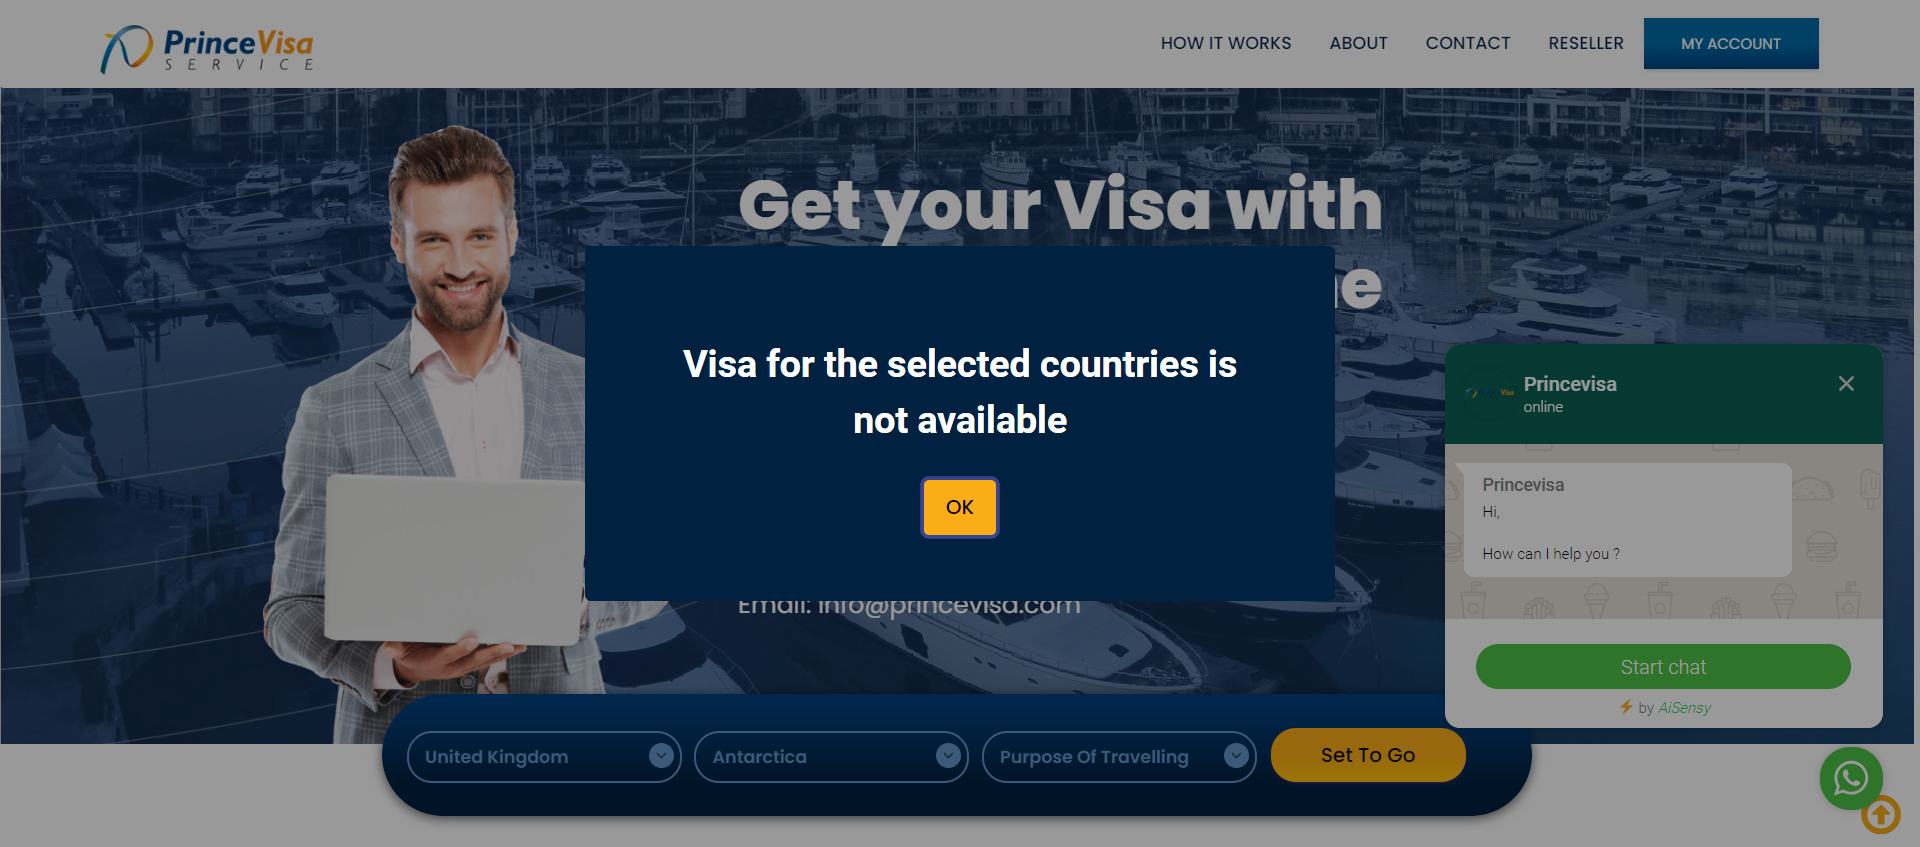 PrinceVisa
SERVICE
HOW IT WORKS
ABOUT
CONTACT
RESELLER
MY ACCOUNT
Get your Visa with
e
Visa for the selected countries is
not available
OK
Email: info@princevisa.com
Princevisa
online
Princevisa
Hi,
How can I help you ?
Start chat
by AiSensy
United Kingdom
Antarctica
Purpose Of Travelling
Set To Go